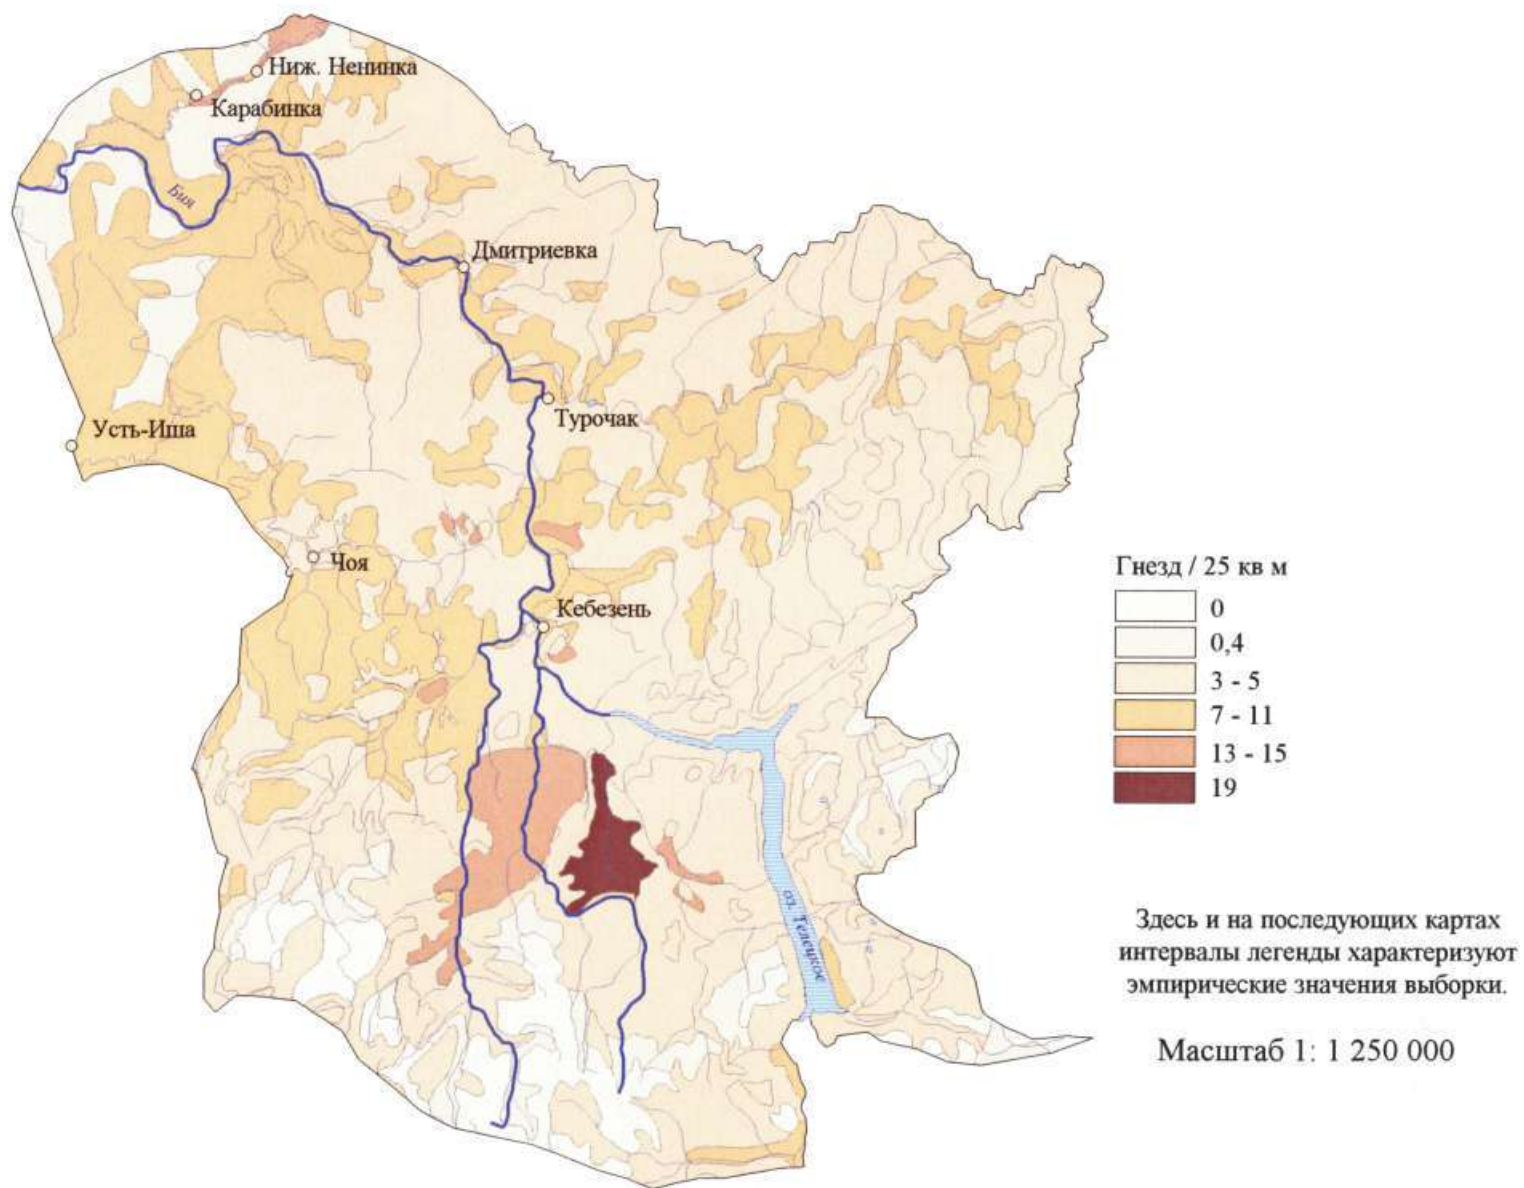 Ниж. Ненинка
Карабинка
Бия
Дмитриевка
Турочак
Усть-Иша
Чоя
Кебезень
оз. Телецкое
Гнезд / 25 кв м
0
0,4
3 - 5
7 - 11
13 - 15
19
Здесь и на последующих картах
интервалы легенды характеризуют
эмпирические значения выборки.
Масштаб 1: 1 250 000